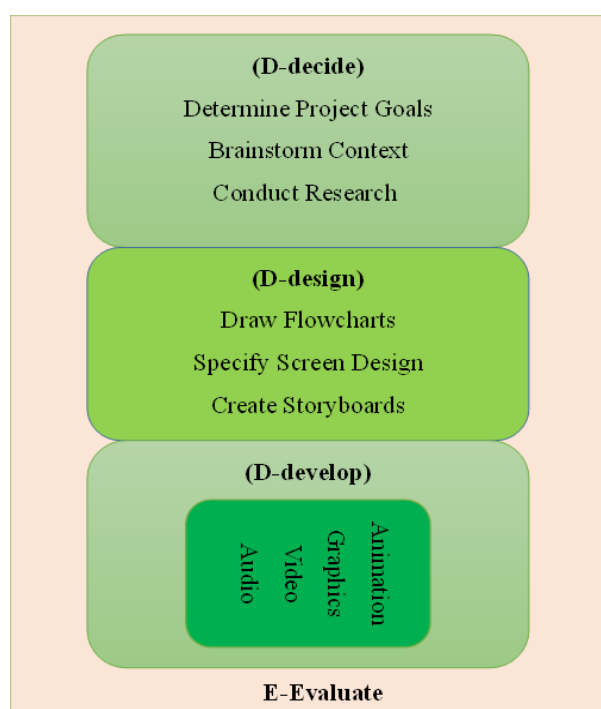 (D-decide)
Determine Project Goals
Brainstorm Context
Conduct Research
(D-design)
Draw Flowcharts
Specify Screen Design
Create Storyboards
(D-develop)
Animation
Graphics
Video
Audio
E-Evaluate